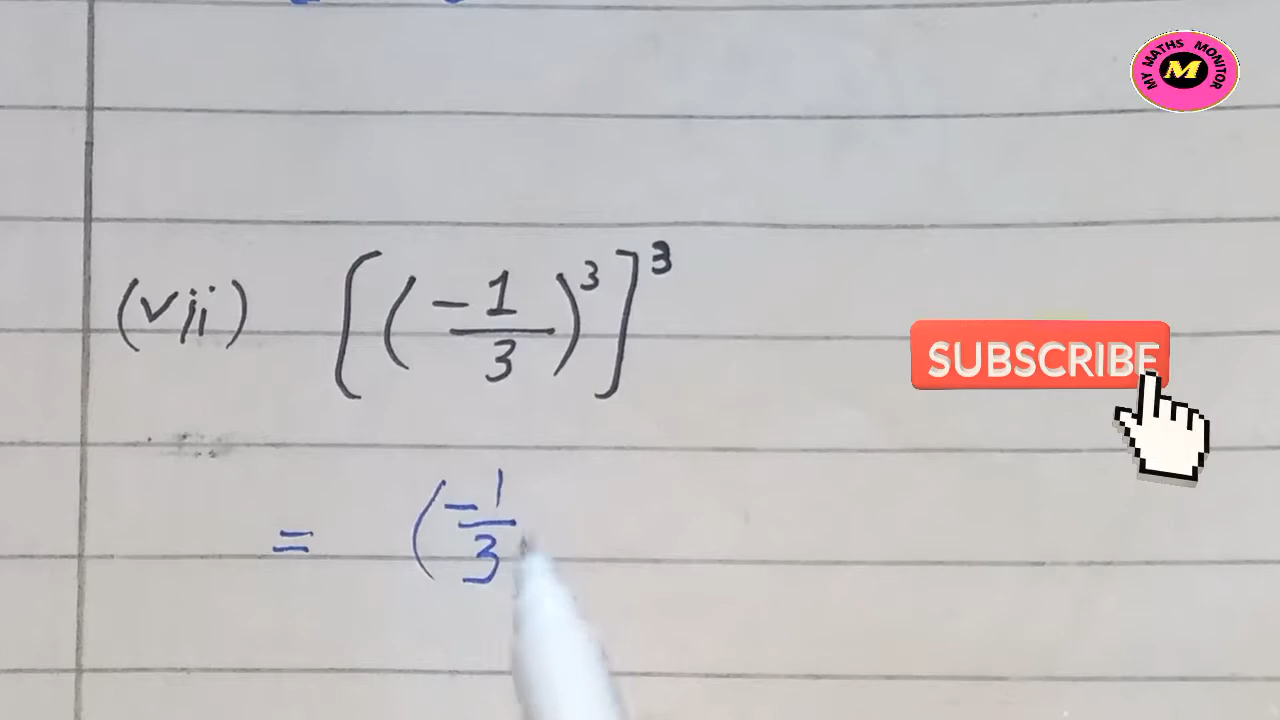 MY MATHS MONITOR
M
(vii) [(-1/3)^3]^3
SUBSCRIBE
= (-1/3